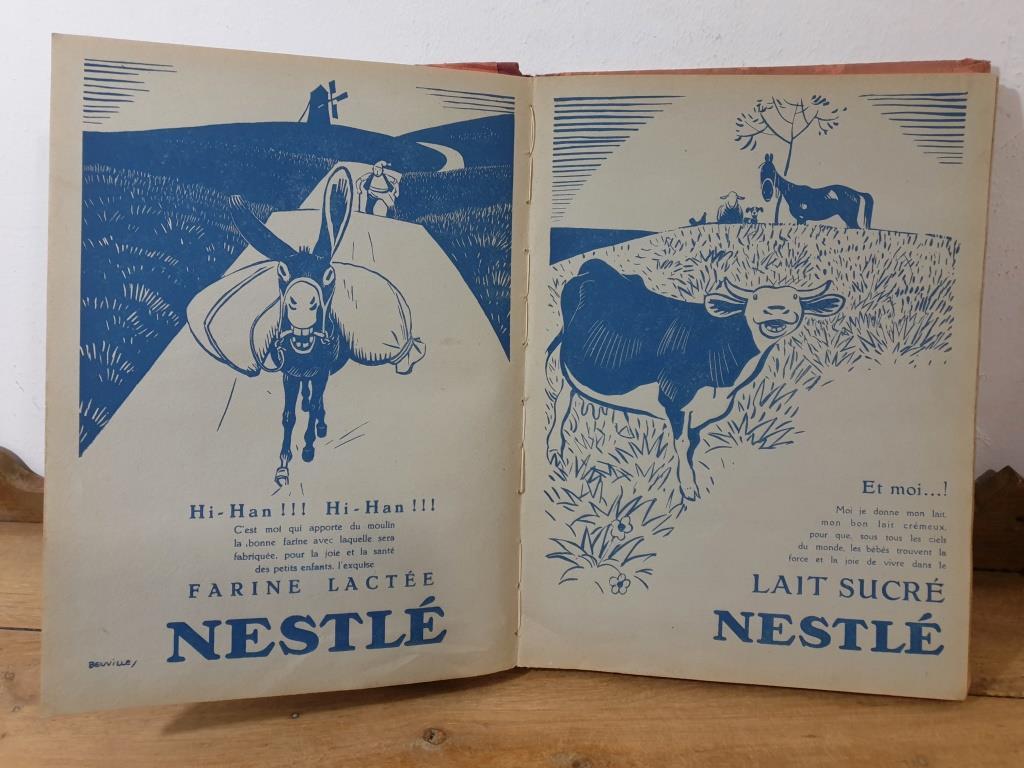 Hi-Han!!! Hi-Han!!!
C'est moi qui apporte du moulin
la bonne farine avec laquelle sera
fabriquée, pour la joie et la santé
des petits enfants, l'exquise
FARINE LACTÉE
NESTLÉ
BEUVILLE
Et moi...!
Moi je donne mon lait,
mon bon lait crémeux,
pour que, sous tous les ciels
du monde, les bébés trouvent la
force et la joie de vivre dans le
LAIT SUCRÉ
NESTLÉ